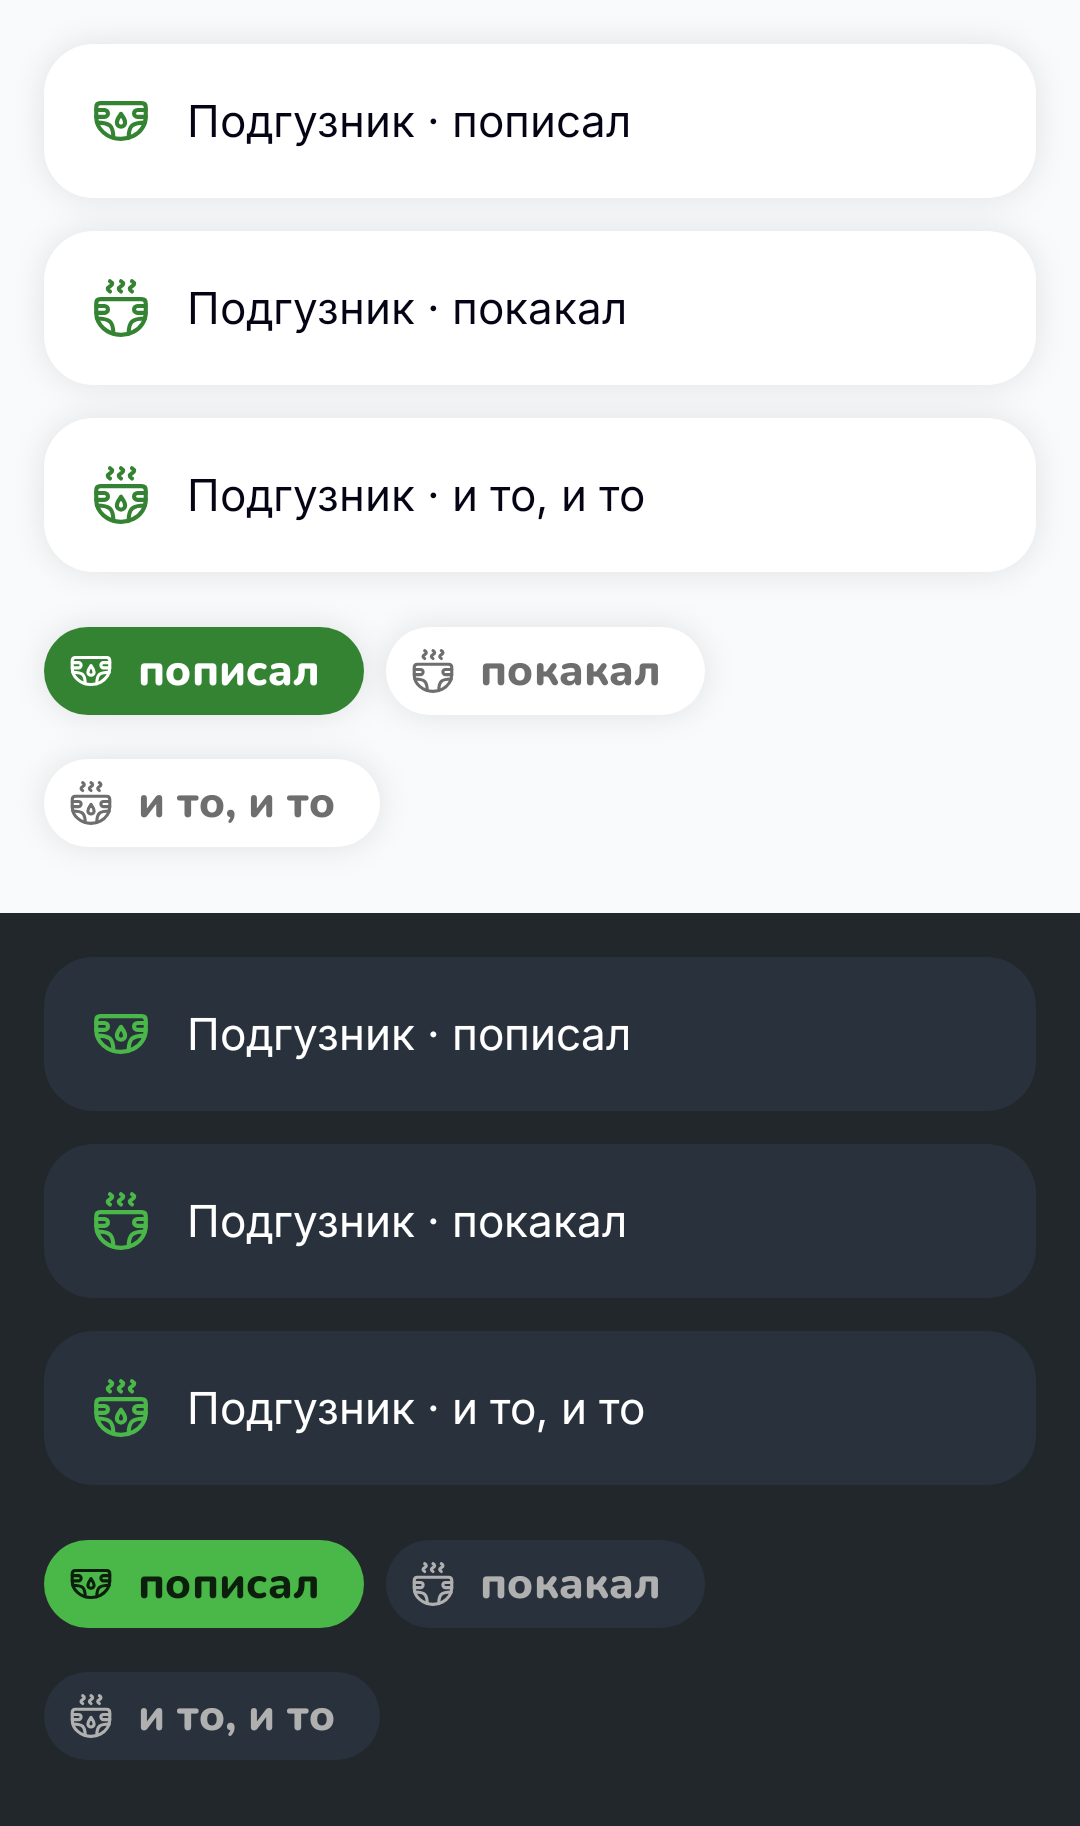 Подгузник · пописал
Подгузник · покакал
Подгузник · и то, и то
пописал
покакал
и то, и то
Подгузник · пописал
Подгузник · покакал
Подгузник · и то, и то
пописал
покакал
и то, и то